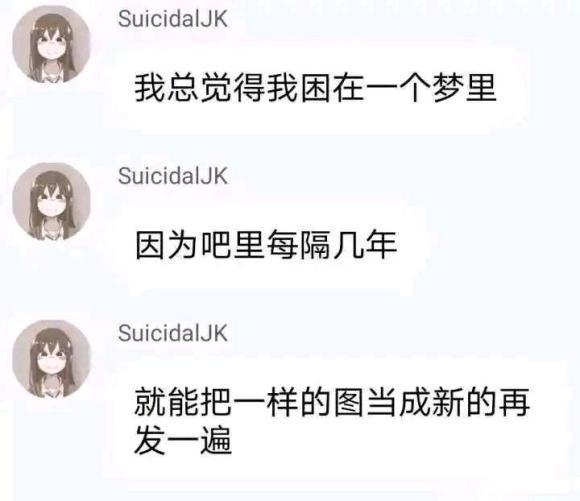 SuicidalJK
我总觉得我困在一个梦里
SuicidalJK
因为吧里每隔几年
SuicidalJK
就能把一样的图当成新的再
发一遍